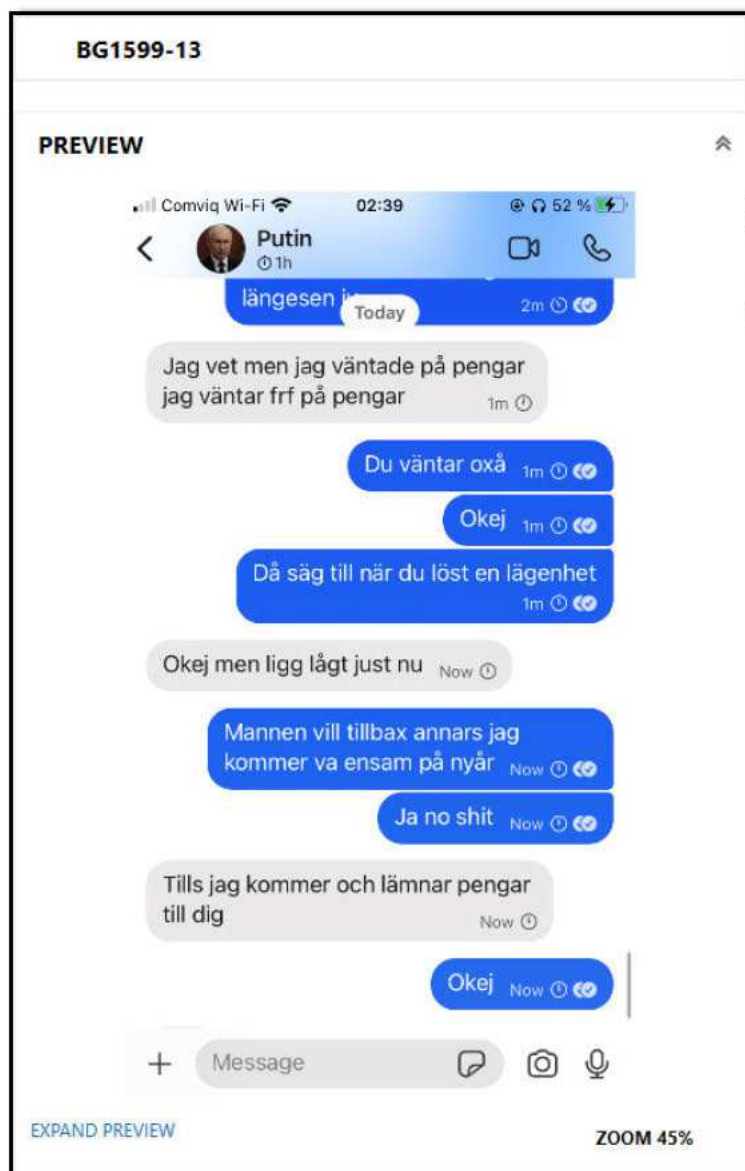 BG1599-13
PREVIEW
Comviq Wi-Fi 02:39 52 %
Putin
1h
längesen
2m
Today
Jag vet men jag väntade på pengar
jag väntar frf på pengar 1m
Du väntar oxå 1m
Okej 1m
Då säg till när du löst en lägenhet
1m
Okej men ligg lågt just nu Now
Mannen vill tillbax annars jag
kommer va ensam på nyår Now
Ja no shit Now
Tills jag kommer och lämnar pengar
till dig Now
Okej Now
Message
EXPAND PREVIEW
ZOOM 45%